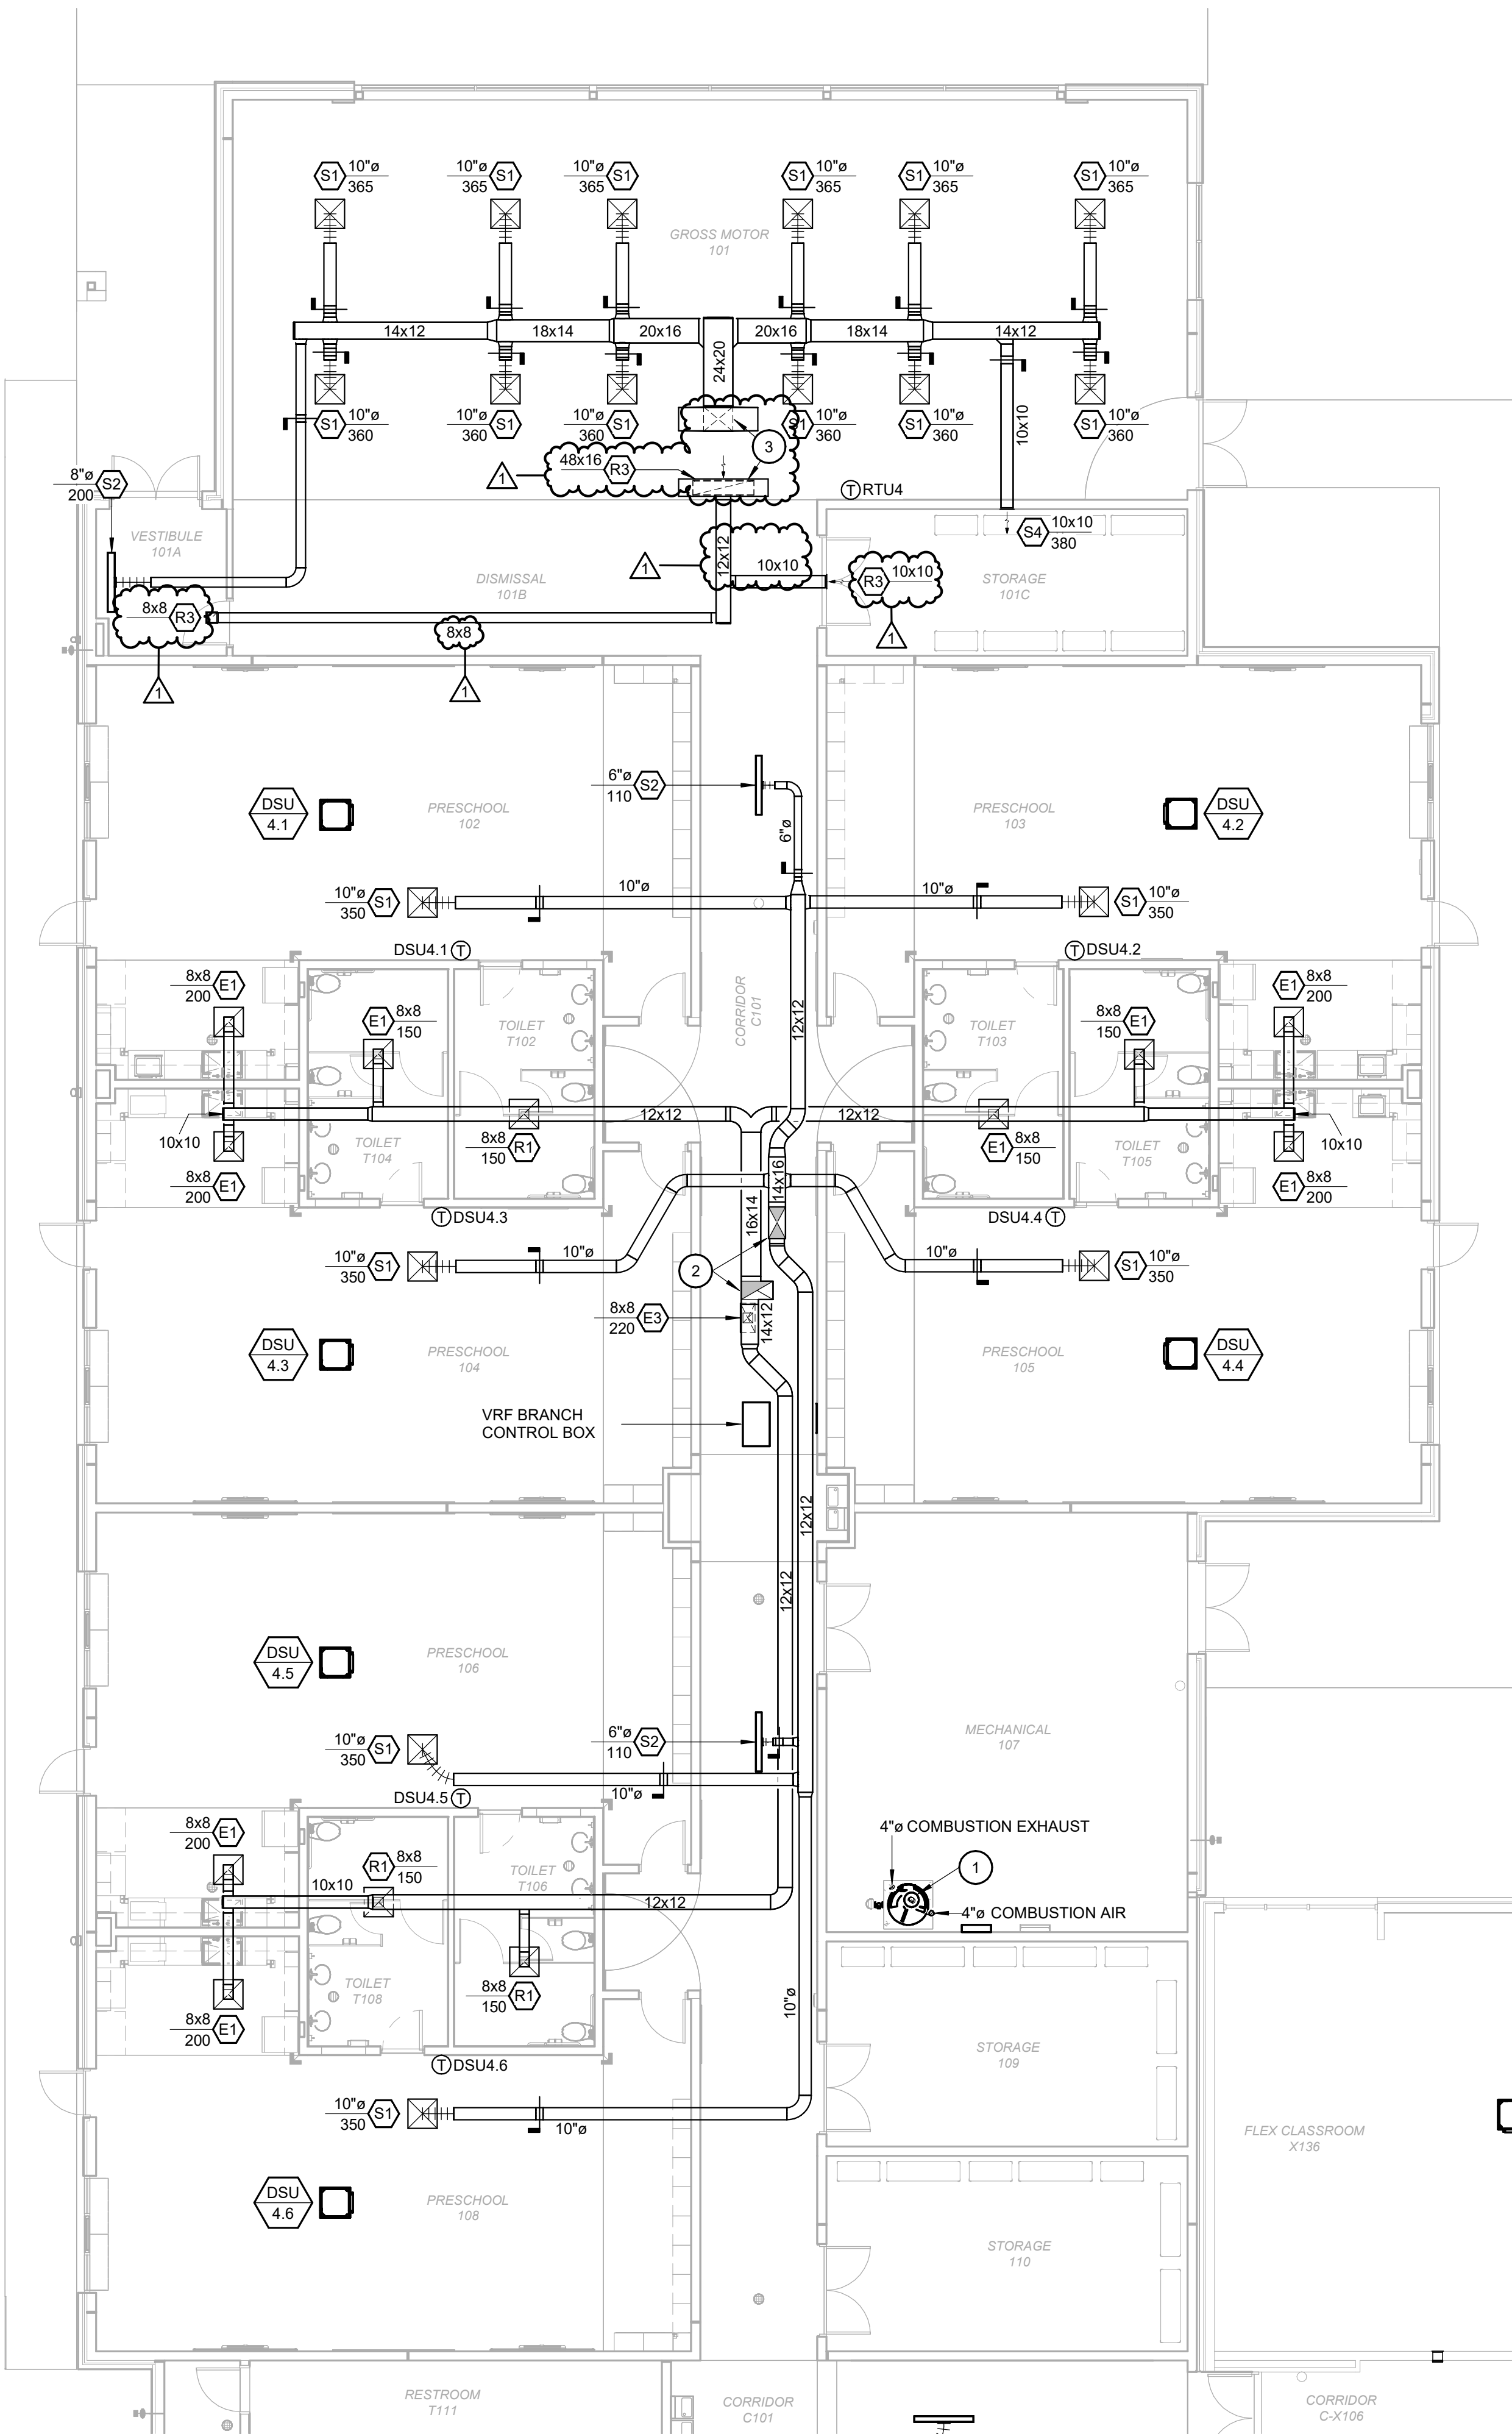 10"ø
S1
365
10"ø
S1
365
10"ø
S1
365
10"ø
S1
365
10"ø
S1
365
10"ø
S1
365
GROSS MOTOR
101
14x12
18x14
20x16
20x16
18x14
14x12
24x20
10x10
10"ø
S1
360
10"ø
S1
360
10"ø
S1
360
10"ø
S1
360
10"ø
S1
360
10"ø
S1
360
3
48x16
R3
1
8"ø
S2
200
T RTU4
VESTIBULE
101A
S4
10x10
380
12x12
1
10x10
R3
10x10
1
DISMISSAL
101B
STORAGE
101C
8x8
R3
1
8x8
1
6"ø
S2
110
6"ø
DSU
4.1
PRESCHOOL
102
PRESCHOOL
103
DSU
4.2
10"ø
S1
350
10"ø
10"ø
S1
10"ø
350
DSU4.1 T
T DSU4.2
8x8
E1
200
E1
8x8
150
TOILET
T102
CORRIDOR
C101
12x12
TOILET
T103
8x8
E1
150
E1
8x8
200
10x10
12x12
12x12
10x10
TOILET
T104
8x8
R1
150
E1
8x8
150
TOILET
T105
8x8
E1
200
E1
8x8
200
14x16
16x14
T DSU4.3
DSU4.4 T
10"ø
S1
350
10"ø
10"ø
S1
10"ø
350
2
8x8
E3
220
14x12
DSU
4.3
PRESCHOOL
104
PRESCHOOL
105
DSU
4.4
VRF BRANCH
CONTROL BOX
12x12
12x12
DSU
4.5
PRESCHOOL
106
10"ø
S1
350
6"ø
S2
110
MECHANICAL
107
10"ø
DSU4.5 T
8x8
E1
200
R1
8x8
150
10x10
TOILET
T106
12x12
4"ø COMBUSTION EXHAUST
1
4"ø COMBUSTION AIR
TOILET
T108
8x8
R1
150
8x8
E1
200
10"ø
T DSU4.6
STORAGE
109
10"ø
S1
350
10"ø
FLEX CLASSROOM
X136
DSU
4.6
PRESCHOOL
108
STORAGE
110
RESTROOM
T111
CORRIDOR
C101
CORRIDOR
C-X106